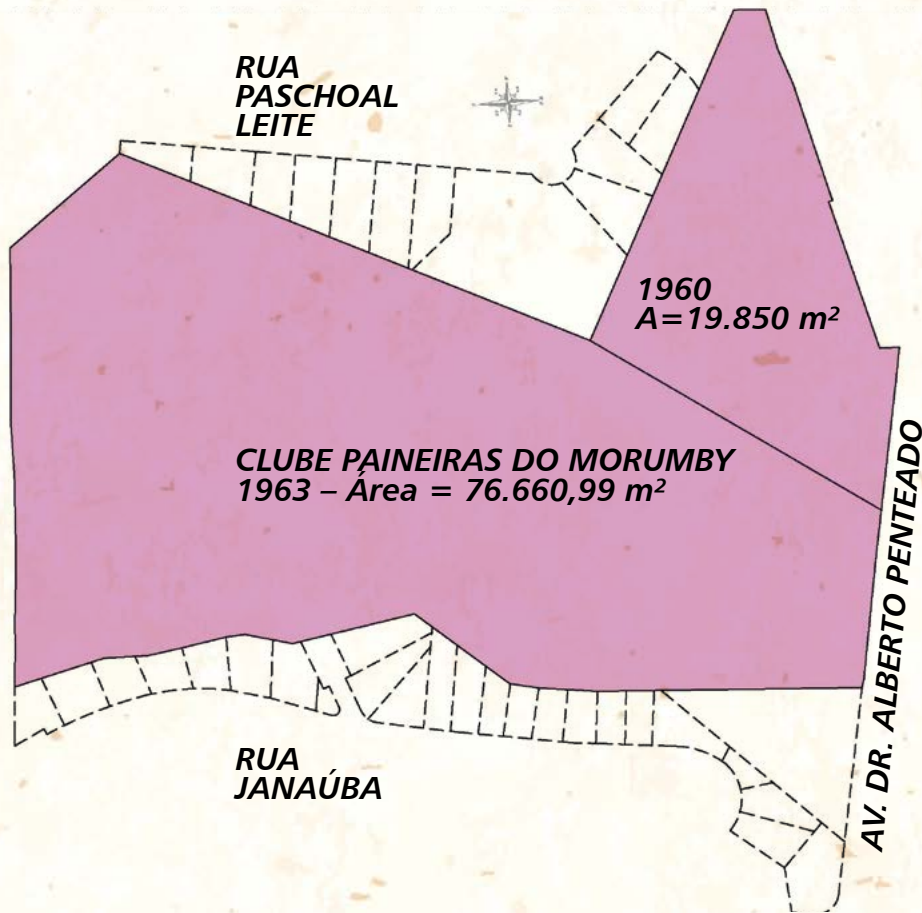 RUA
PASCHOAL
LEITE
1960
A=19.850 m²
CLUBE PAINEIRAS DO MORUMBY
1963 – Área = 76.660,99 m²
AV. DR. ALBERTO PENTEADO
RUA
JANAÚBA